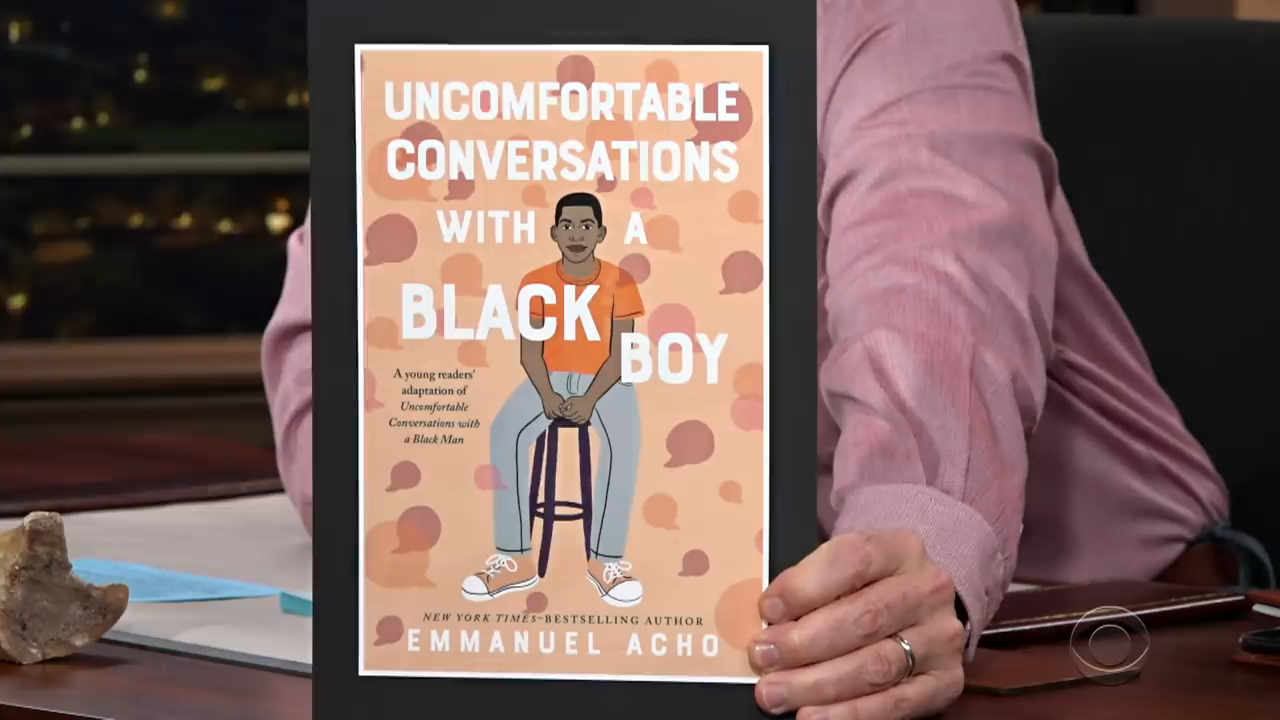 UNCOMFORTABLE
CONVERSATIONS
WITH A
BLACK
BOY
A young readers'
adaptation of
Uncomfortable
Conversations with
a Black Man
NEW YORK TIMES–BESTSELLING AUTHOR
EMMANUEL ACHO